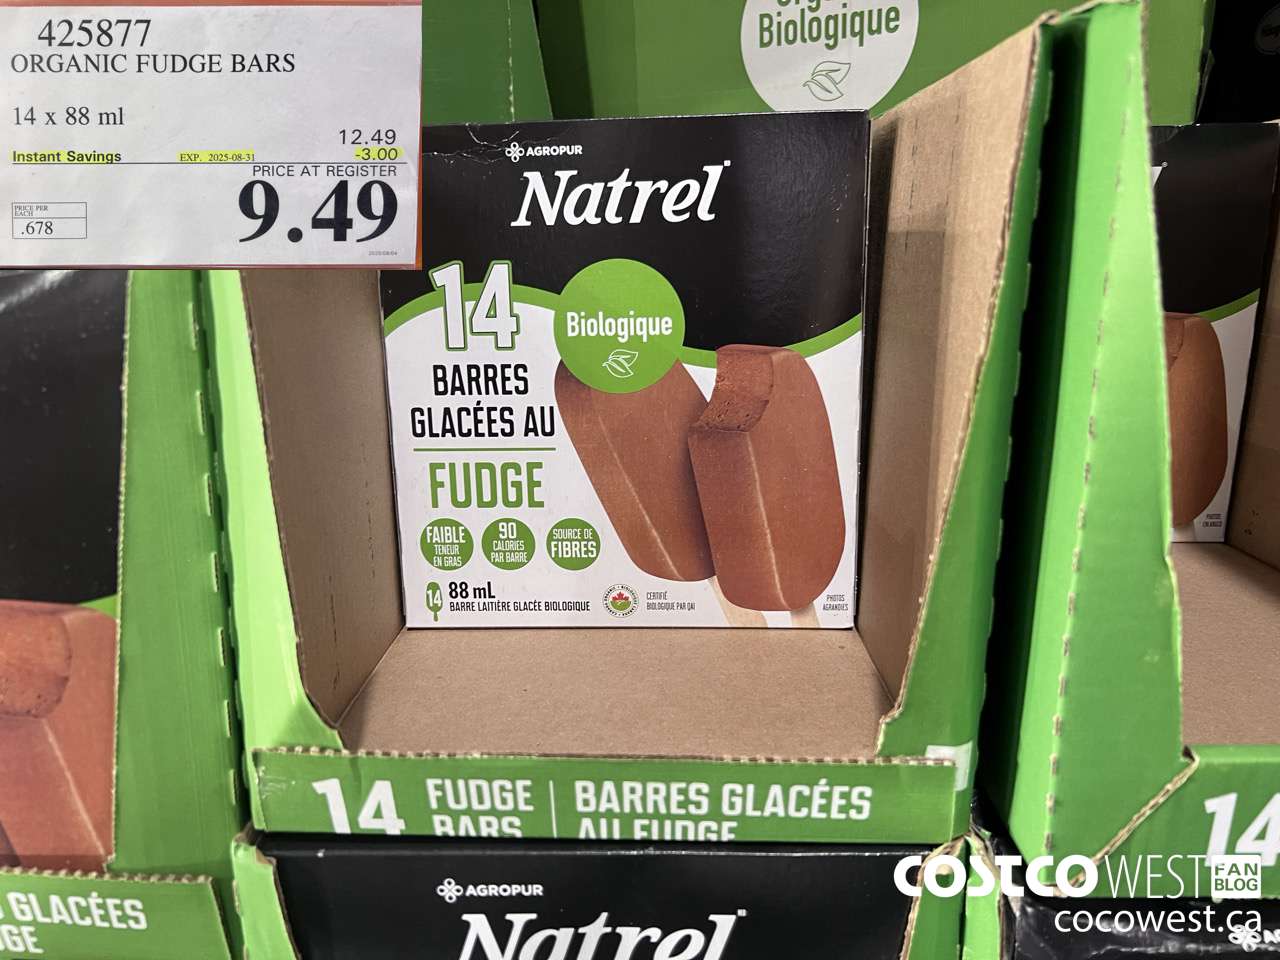 425877
ORGANIC FUDGE BARS
14 x 88 ml
12.49
Instant Savings EXP. 2025-08-31 -3.00
PRICE AT REGISTER
9.49
PRICE PER
EACH
.678
2025/08/04
Biologique
AGROPUR
Natrel
14
Biologique
BARRES
GLACÉES AU
FUDGE
FAIBLE
TENEUR
EN GRAS
90
CALORIES
PAR BARRE
SOURCE DE
FIBRES
14
88 mL
BARRE LAITIÈRE GLACÉE BIOLOGIQUE
CERTIFIÉ
BIOLOGIQUE PAR QAI
PHOTOS
AGRANDIES
14 FUDGE BARS | BARRES GLACÉES AU FUDGE
GLACÉES
14
AGROPUR
Natrel
COSTCO WEST FAN BLOG
cocowest.ca